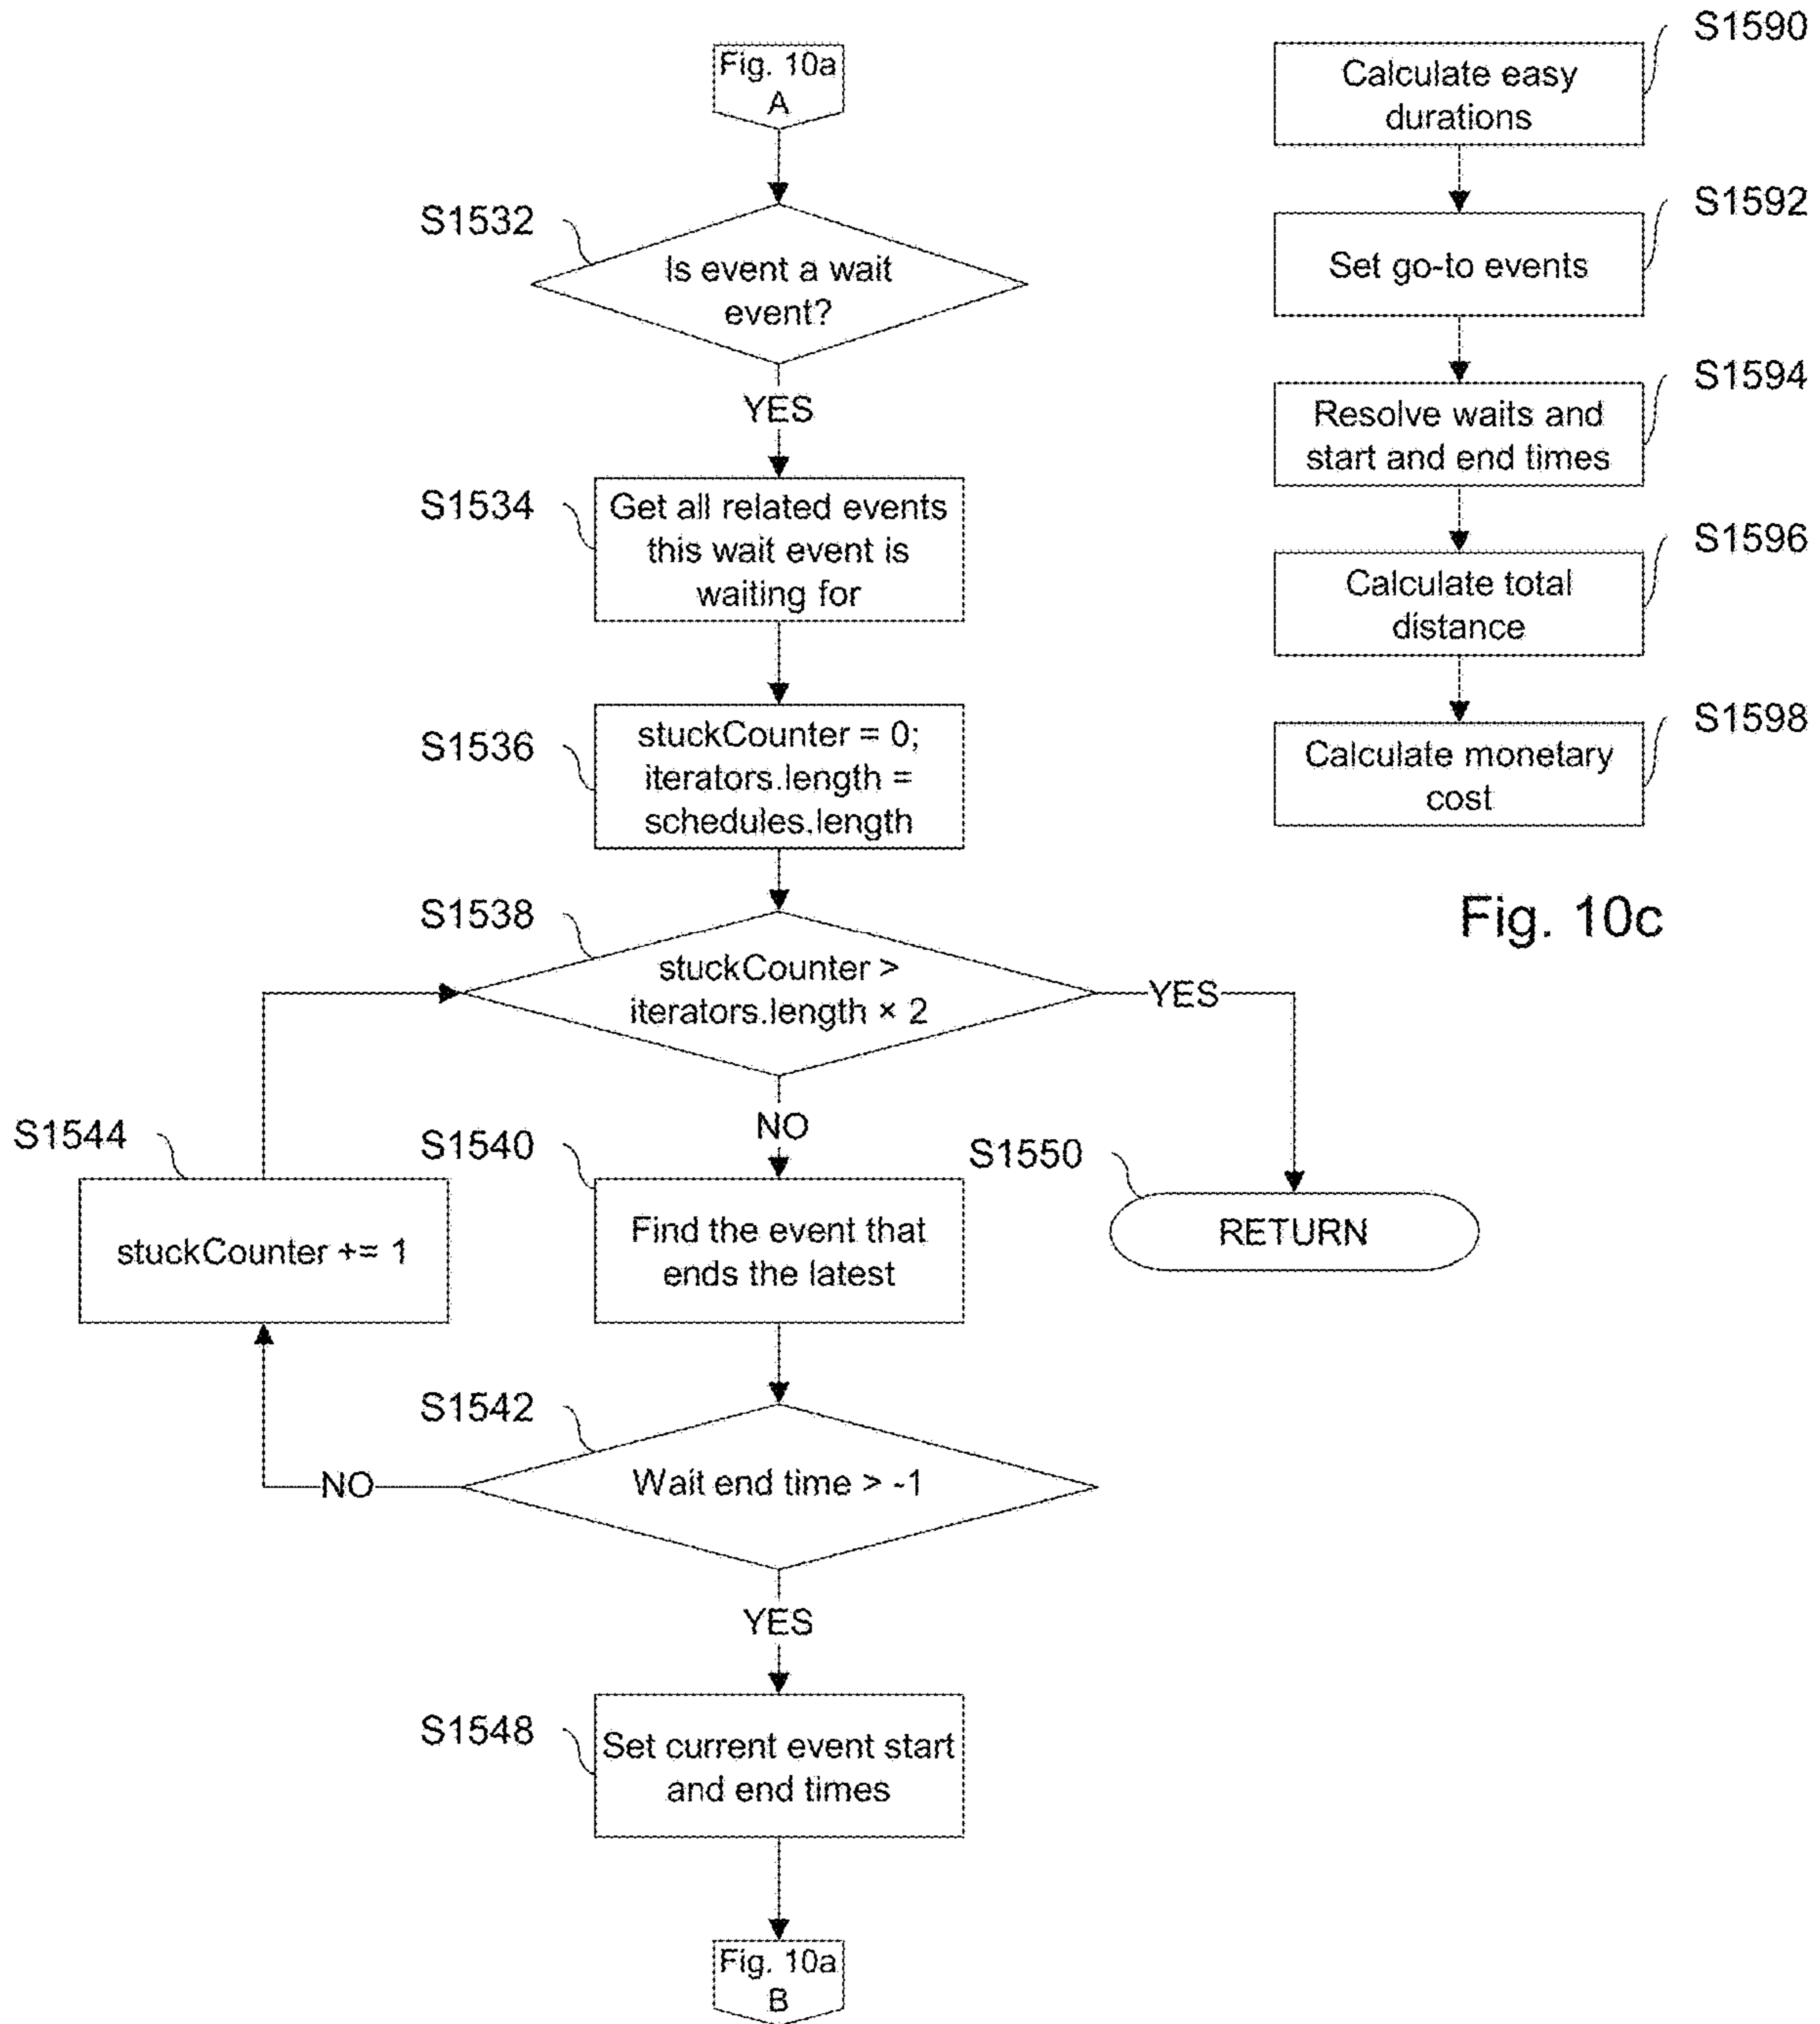 Fig. 10a
A
S1532
Is event a wait
event?
YES
S1534
Get all related events
this wait event is
waiting for
S1536
stuckCounter = 0;
iterators.length =
schedules.length
S1538
stuckCounter >
iterators.length × 2
YES
NO
S1544
stuckCounter += 1
S1540
Find the event that
ends the latest
S1550
RETURN
S1542
Wait end time > -1
NO
YES
S1548
Set current event start
and end times
Fig. 10a
B
S1590
Calculate easy
durations
S1592
Set go-to events
S1594
Resolve waits and
start and end times
S1596
Calculate total
distance
S1598
Calculate monetary
cost
Fig. 10c